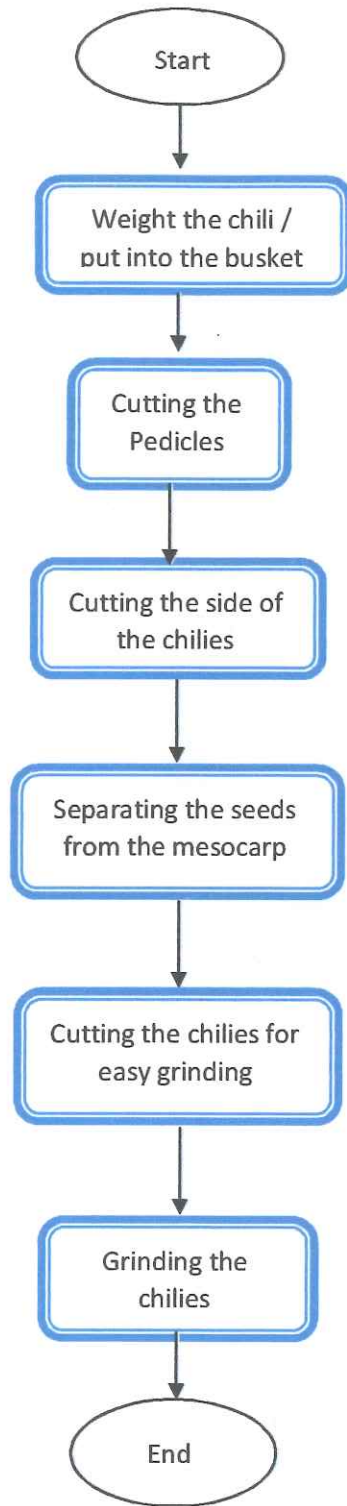 Start
Weight the chili /
put into the busket
Cutting the
Pedicles
Cutting the side of
the chilies
Separating the seeds
from the mesocarp
Cutting the chilies for
easy grinding
Grinding the
chilies
End